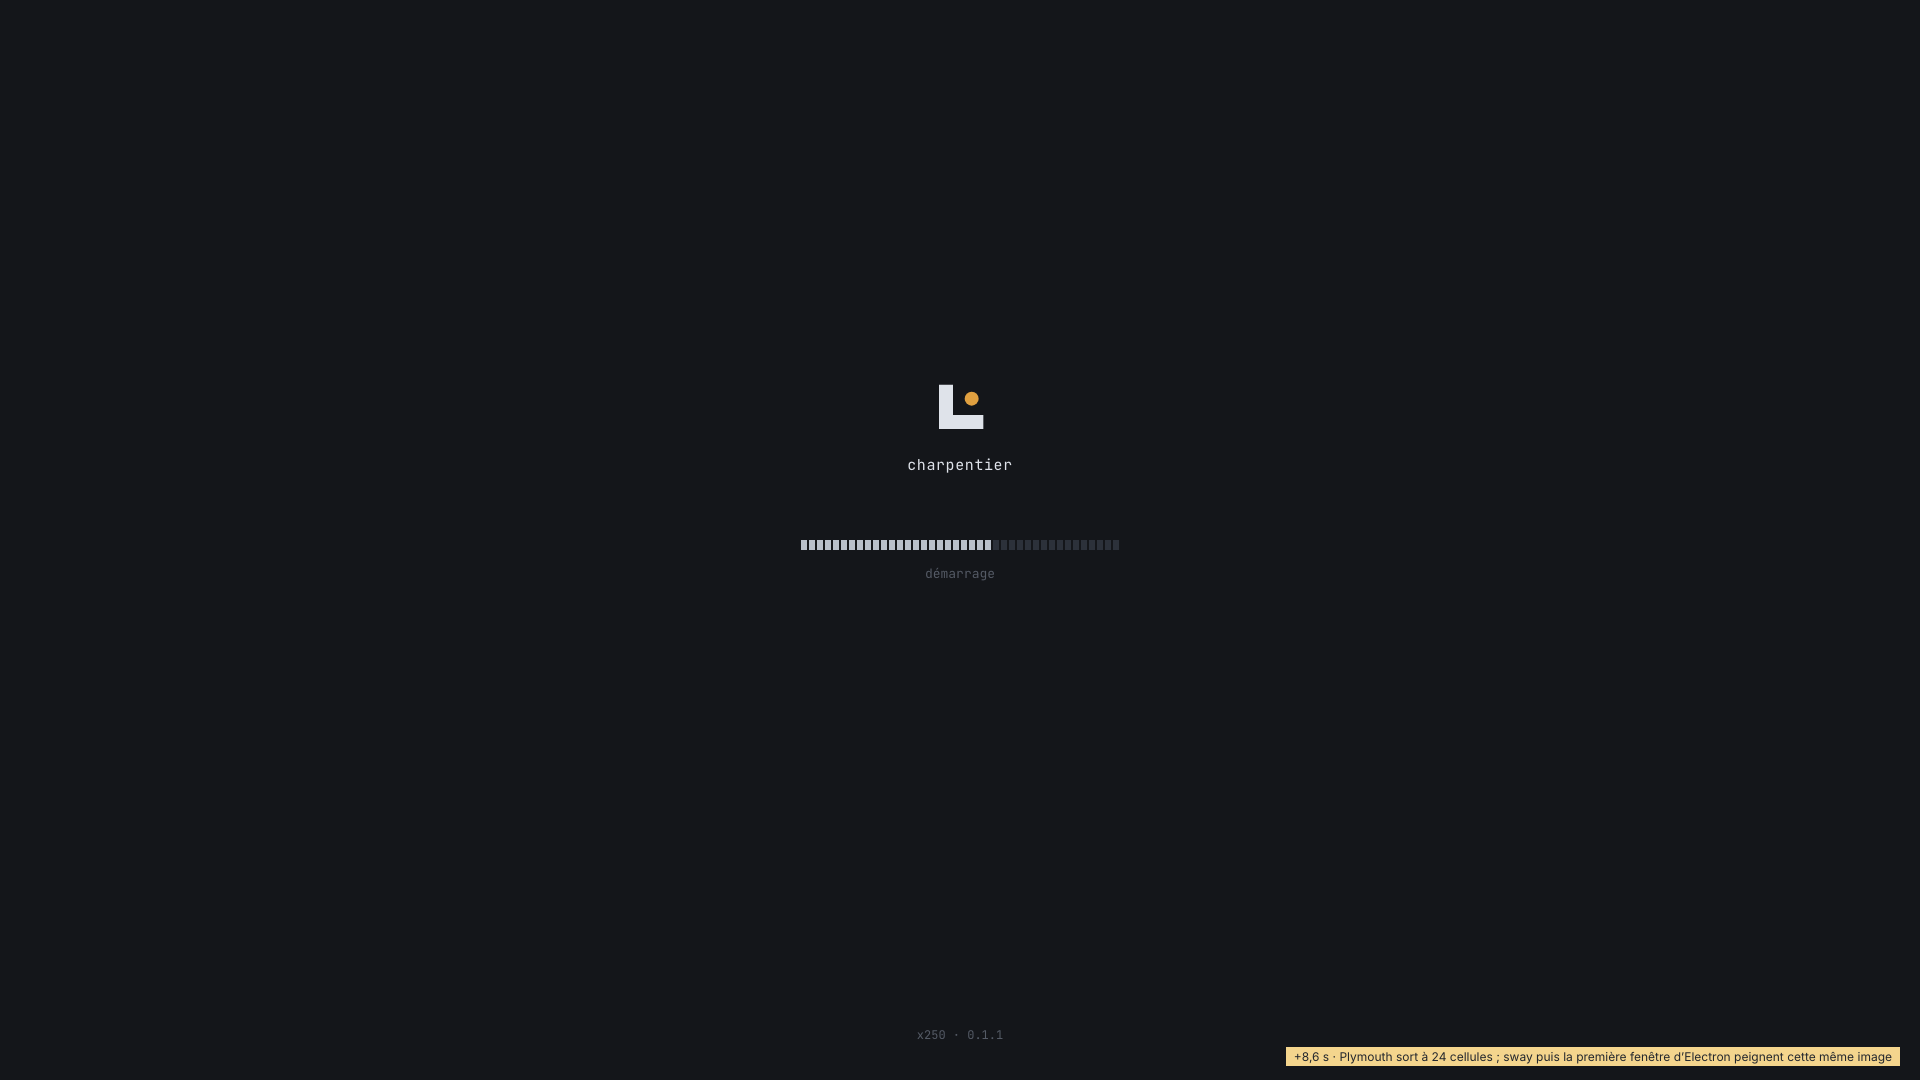 charpentier
démarrage
x250 · 0.1.1
+8,6 s · Plymouth sort à 24 cellules ; sway puis la première fenêtre d’Electron peignent cette même image